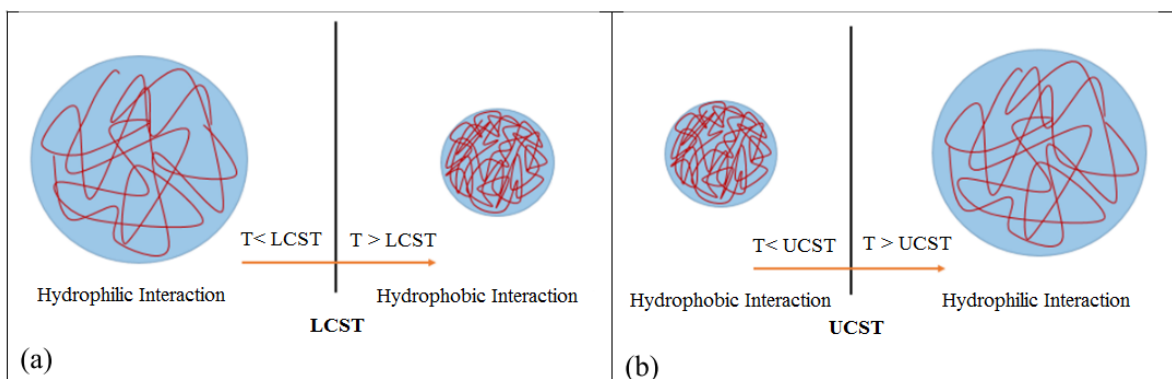 T< LCST T > LCST
Hydrophilic Interaction Hydrophobic Interaction
LCST
(a)
T< UCST T > UCST
Hydrophobic Interaction Hydrophilic Interaction
UCST
(b)